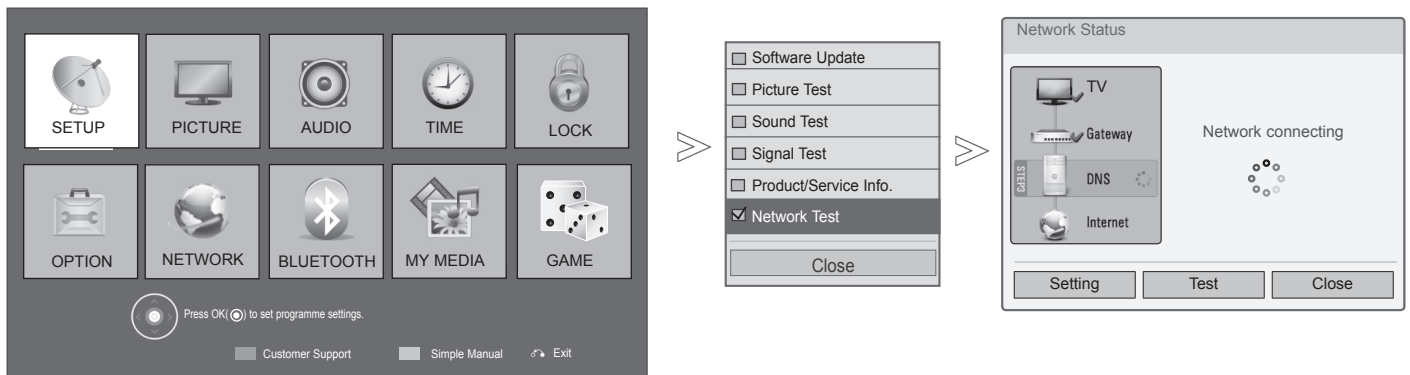 SETUP
PICTURE
AUDIO
TIME
LOCK
OPTION
NETWORK
BLUETOOTH
MY MEDIA
GAME
Press OK( ) to set programme settings.
Customer Support
Simple Manual
Exit
Software Update
Picture Test
Sound Test
Signal Test
Product/Service Info.
Network Test
Close
Network Status
TV
Gateway
STEP3
DNS
Internet
Network connecting
Setting
Test
Close